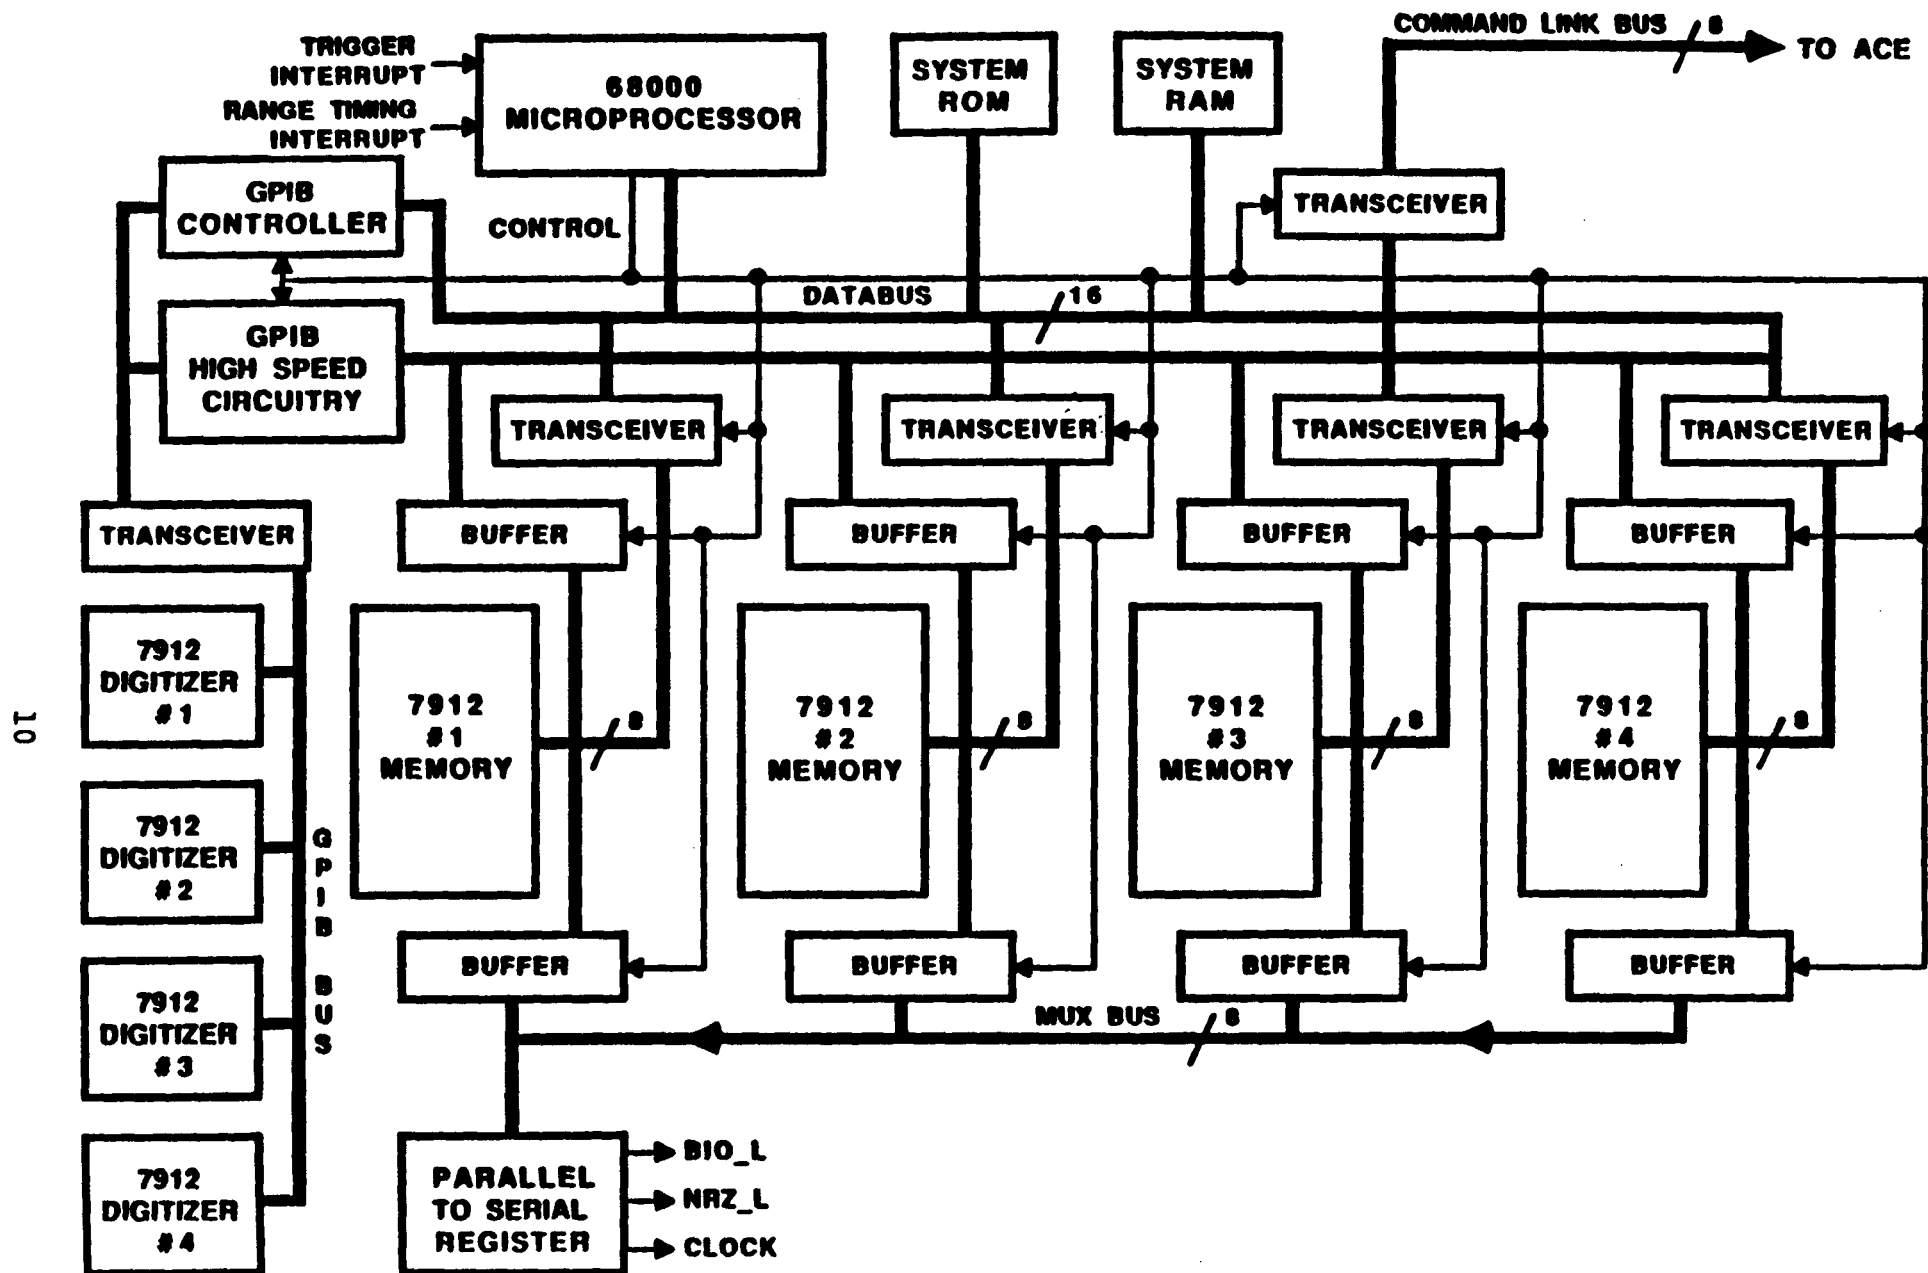 COMMAND LINK BUS 8
TO ACE
TRIGGER
INTERRUPT
RANGE TIMING
INTERRUPT
68000
MICROPROCESSOR
SYSTEM
ROM
SYSTEM
RAM
GPIB
CONTROLLER
CONTROL
TRANSCEIVER
DATABUS
16
GPIB
HIGH SPEED
CIRCUITRY
TRANSCEIVER
TRANSCEIVER
TRANSCEIVER
TRANSCEIVER
TRANSCEIVER
BUFFER
BUFFER
BUFFER
BUFFER
7912
DIGITIZER
#1
7912
DIGITIZER
#2
7912
DIGITIZER
#3
7912
DIGITIZER
#4
GPIB BUS
7912
#1
MEMORY
8
7912
#2
MEMORY
8
7912
#3
MEMORY
8
7912
#4
MEMORY
8
BUFFER
BUFFER
BUFFER
BUFFER
MUX BUS
8
PARALLEL
TO SERIAL
REGISTER
BIO_L
NRZ_L
CLOCK
10